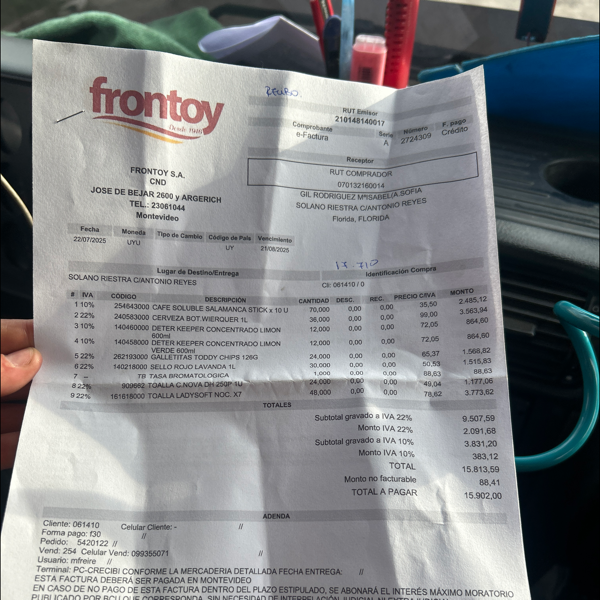 frontoy
Desde 1940
RUT Emisor
210148140017
Comprobante Serie Número F. pago
e-Factura A 2724309 Crédito
Receptor
RUT COMPRADOR
070132160014
GIL RODRIGUEZ MªISABEL/A.SOFIA
SOLANO RIESTRA C/ANTONIO REYES
Florida, FLORIDA
FRONTOY S.A.
CND
JOSE DE BEJAR 2600 y ARGERICH
TEL.: 23061044
Montevideo
Fecha Moneda Tipo de Cambio Código de País Vencimiento
22/07/2025 UYU UY 21/08/2025
17.710
Lugar de Destino/Entrega Identificación Compra
SOLANO RIESTRA C/ANTONIO REYES CII: 061410 / 0
# IVA CÓDIGO DESCRIPCIÓN CANTIDAD DESC. REC. PRECIO C/IVA MONTO
1 10% 254643000 CAFE SOLUBLE SALAMANCA STICK x 10 U 70,000 0,00 0,00 35,50 2.485,12
2 22% 240583000 CERVEZA BOT.WIERQUER 1L 36,000 0,00 0,00 99,00 3.563,94
3 10% 140460000 DETER KEEPER CONCENTRADO LIMON 600ml 12,000 0,00 0,00 72,05 864,60
4 10% 140458000 DETER KEEPER CONCENTRADO LIMON VERDE 600ml 12,000 0,00 0,00 72,05 864,60
5 22% 262193000 GALLETITAS TODDY CHIPS 126G 24,000 0,00 0,00 65,37 1.568,82
6 22% 140218000 SELLO ROJO LAVANDA 1L 30,000 0,00 0,00 50,53 1.515,83
7 -- TB TASA BROMATOLOGICA 1,000 0,00 0,00 88,63 88,63
8 22% 909662 TOALLA C.NOVA DH 250P 1U 24,000 0,00 0,00 49,04 1.177,06
9 22% 161618000 TOALLA LADYSOFT NOC. X7 48,000 0,00 0,00 78,62 3.773,62
TOTALES
Subtotal gravado a IVA 22% 9.507,59
Monto IVA 22% 2.091,68
Subtotal gravado a IVA 10% 3.831,20
Monto IVA 10% 383,12
TOTAL 15.813,59
Monto no facturable 88,41
TOTAL A PAGAR 15.902,00
ADENDA
Cliente: 061410 Celular Cliente: - //
Forma pago: f30 //
Pedido: 5420122 //
Vend: 254 Celular Vend: 099355071 //
Usuario: mfreire //
Terminal: PC-CRECIBI CONFORME LA MERCADERIA DETALLADA FECHA ENTREGA: //
ESTA FACTURA DEBERÁ SER PAGADA EN MONTEVIDEO
EN CASO DE NO PAGO DE ESTA FACTURA DENTRO DEL PLAZO ESTIPULADO, SE ABONARÁ EL INTERÉS MÁXIMO MORATORIO
PUBLICADO POR BCU QUE CORRESPONDA, SIN NECESIDAD DE